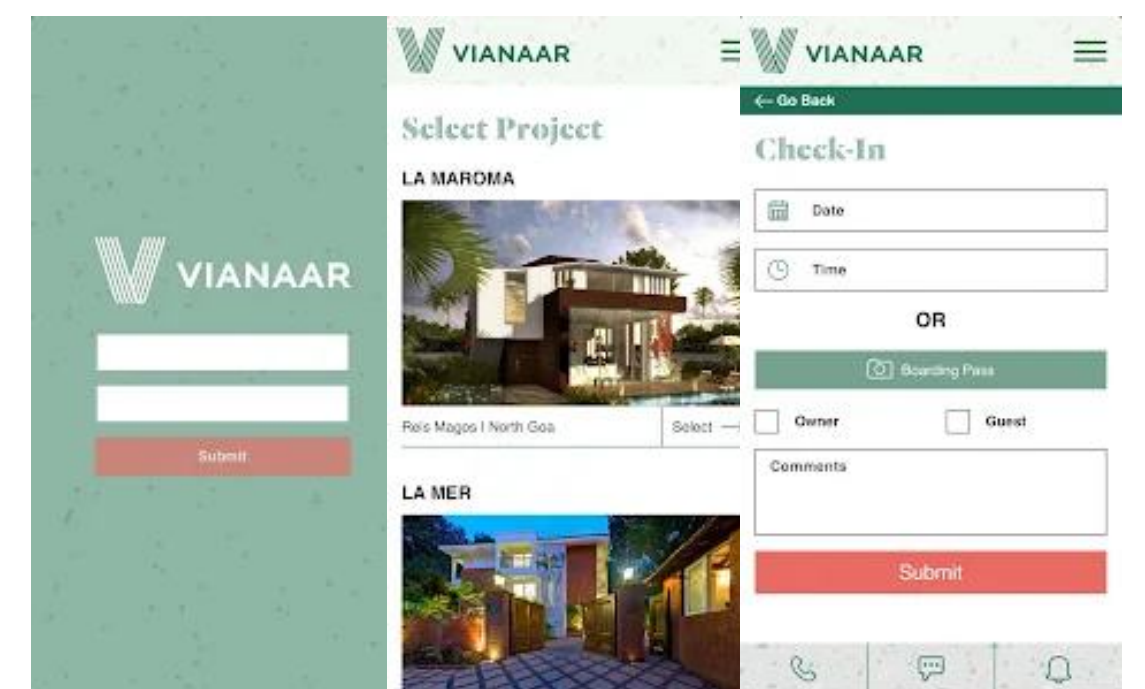 VIANAAR
Submit
VIANAAR
Select Project
LA MAROMA
Reis Magos I North Goa
Select
LA MER
VIANAAR
Go Back
Check-In
Date
Time
OR
Boarding Pass
Owner
Guest
Comments
Submit